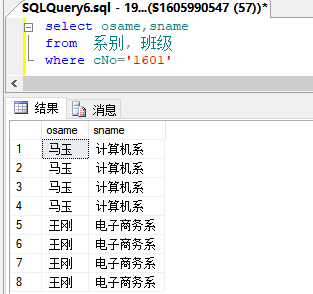 SQLQuery6.sql - 19...($1605990547 (57))*
select osame,sname
from 系别, 班级
where cNo='1601'
结果 消息
osame sname
1 马玉 计算机系
2 马玉 计算机系
3 马玉 计算机系
4 马玉 计算机系
5 王刚 电子商务系
6 王刚 电子商务系
7 王刚 电子商务系
8 王刚 电子商务系